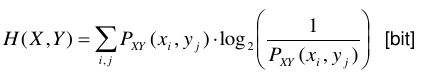 H(X,Y) = ∑_{i,j} P_{XY}(x_i, y_j) · log_2 ( 1 / P_{XY}(x_i, y_j) ) [bit]